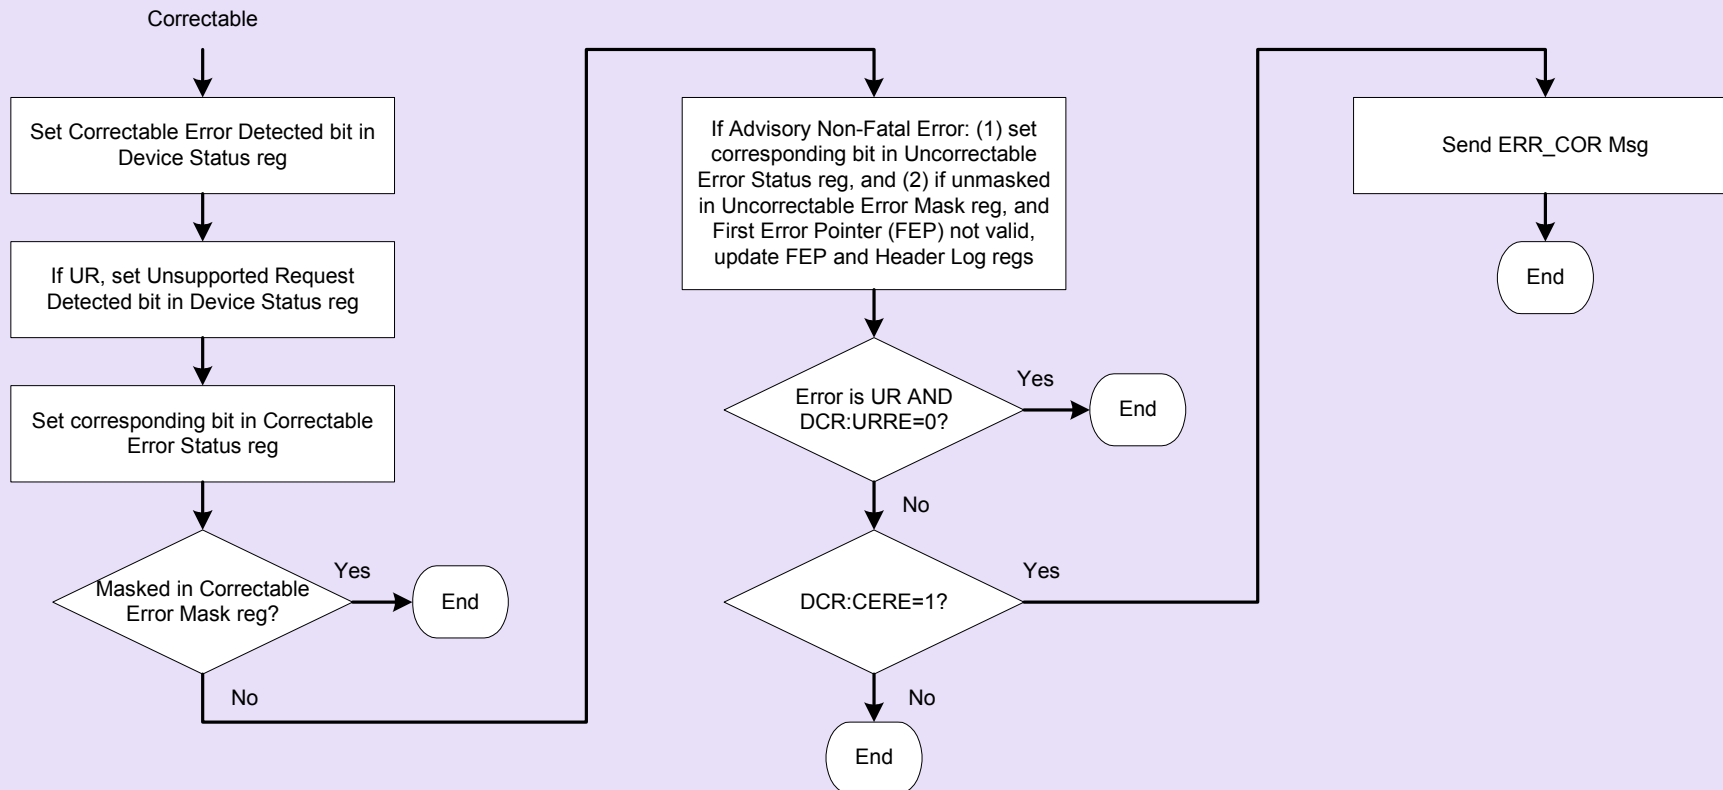 Correctable
Set Correctable Error Detected bit in
Device Status reg
If UR, set Unsupported Request
Detected bit in Device Status reg
Set corresponding bit in Correctable
Error Status reg
Masked in Correctable
Error Mask reg?
Yes
End
No
If Advisory Non-Fatal Error: (1) set
corresponding bit in Uncorrectable
Error Status reg, and (2) if unmasked
in Uncorrectable Error Mask reg, and
First Error Pointer (FEP) not valid,
update FEP and Header Log regs
Error is UR AND
DCR:URRE=0?
Yes
End
No
DCR:CERE=1?
Yes
No
End
Send ERR_COR Msg
End